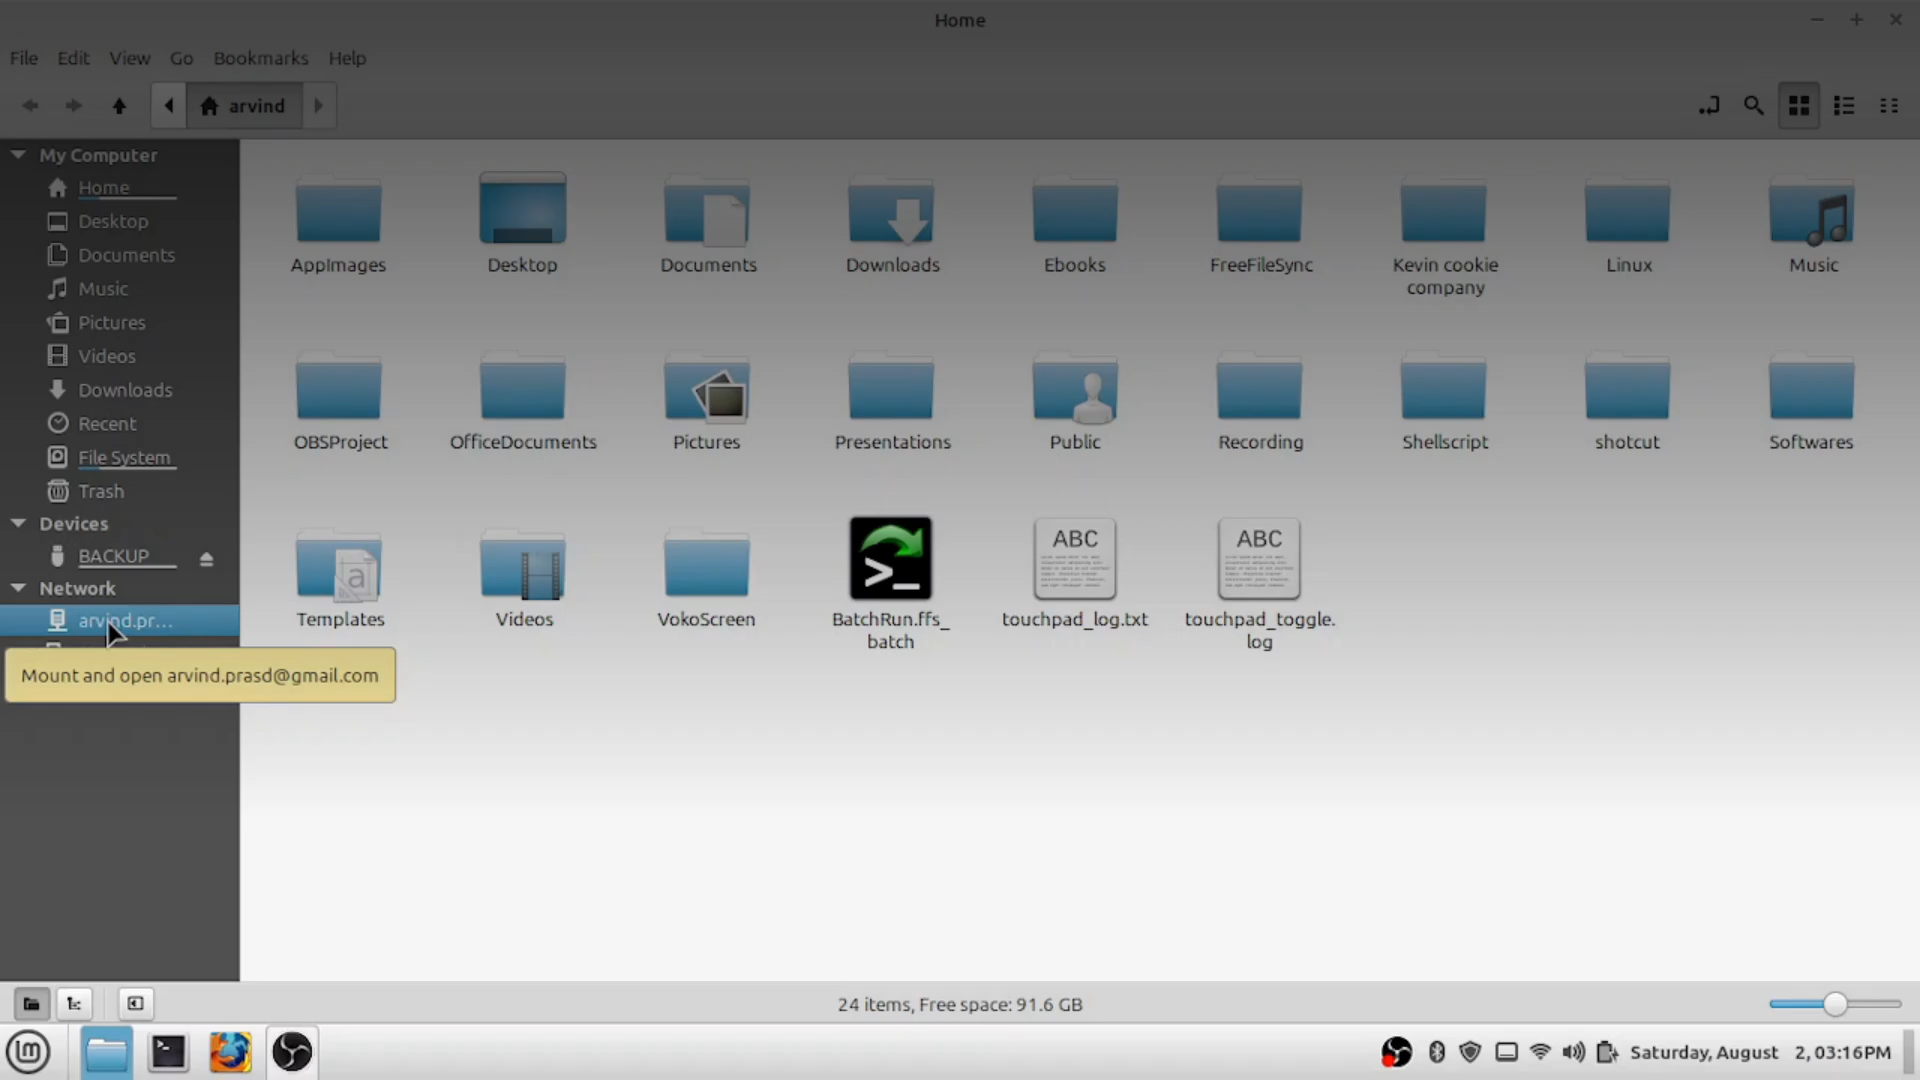 Home
File Edit View Go Bookmarks Help
arvind
My Computer
Home
Desktop
Documents
Music
Pictures
Videos
Downloads
Recent
File System
Trash
Devices
BACKUP
Network
arvind.pr...
Mount and open arvind.prasd@gmail.com
AppImages Desktop Documents Downloads Ebooks FreeFileSync Kevin cookie Linux Music
company
OBSProject OfficeDocuments Pictures Presentations Public Recording Shellscript shotcut Softwares
ABC ABC
Templates Videos VokoScreen BatchRun.ffs_ touchpad_log.txt touchpad_toggle.
batch log
24 items, Free space: 91.6 GB
Saturday, August 2, 03:16PM